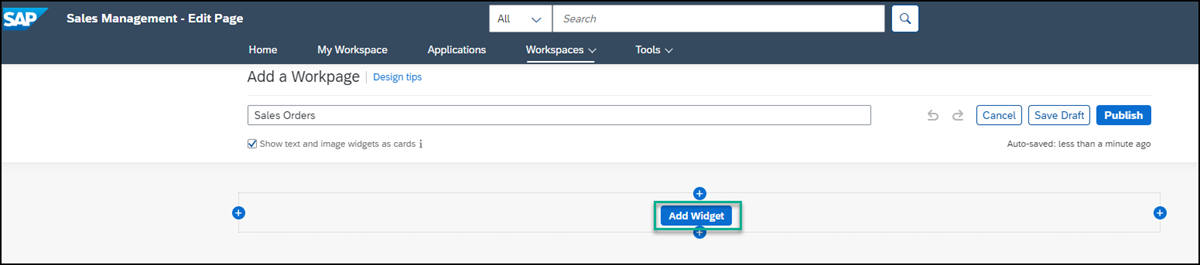 SAP Sales Management - Edit Page All Search
Home My Workspace Applications Workspaces Tools
Add a Workpage | Design tips
Sales Orders Cancel Save Draft Publish
Show text and image widgets as cards i Auto-saved: less than a minute ago
Add Widget